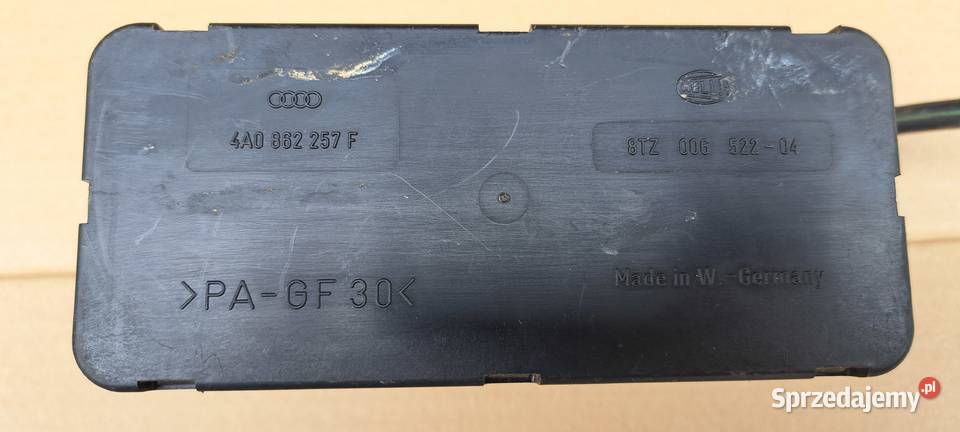 4A0 862 257 F
HELLA
8TZ 006 522-04
>PA-GF 30<
Made in W.-Germany
Sprzedajemy.pl